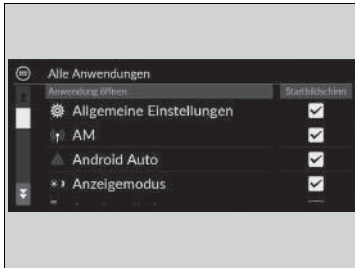 Alle Anwendungen
Anwendung öffnen Startbildschirm
Allgemeine Einstellungen
AM
Android Auto
Anzeigemodus